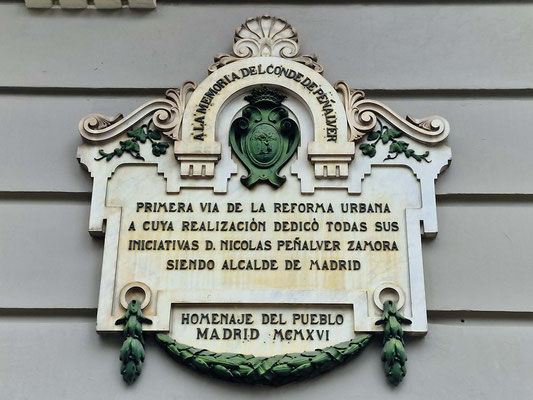 A LA MEMORIA DEL CONDE DE PEÑALVER
PRIMERA VIA DE LA REFORMA URBANA
A CUYA REALIZACIÓN DEDICÓ TODAS SUS
INICIATIVAS D. NICOLAS PEÑALVER ZAMORA
SIENDO ALCALDE DE MADRID
HOMENAJE DEL PUEBLO
MADRID MCMXVI